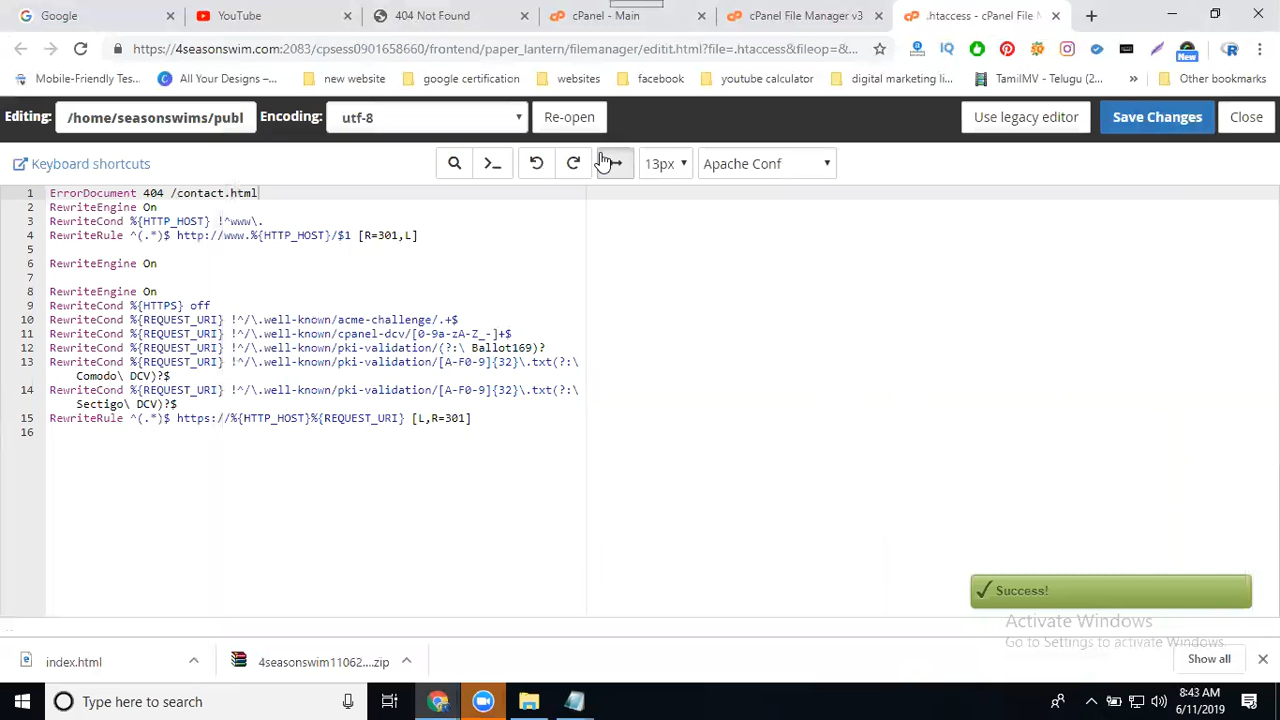 Google
YouTube
404 Not Found
cPanel - Main
cPanel File Manager v3
.htaccess - cPanel File M
https://4seasonswim.com:2083/cpsess0901658660/frontend/paper_lantern/filemanager/editit.html?file=.htaccess&fileop=&...
New
Mobile-Friendly Tes...
All Your Designs –...
new website
google certification
websites
facebook
youtube calculator
digital marketing li...
TamilMV - Telugu (2...
Other bookmarks
Editing: /home/seasonswims/publ Encoding: utf-8 Re-open Use legacy editor Save Changes Close
Keyboard shortcuts 13px Apache Conf
1 ErrorDocument 404 /contact.html
2 RewriteEngine On
3 RewriteCond %{HTTP_HOST} !^www\.
4 RewriteRule ^(.*)$ http://www.%{HTTP_HOST}/$1 [R=301,L]
5
6 RewriteEngine On
7
8 RewriteEngine On
9 RewriteCond %{HTTPS} off
10 RewriteCond %{REQUEST_URI} !^/\.well-known/acme-challenge/.+$
11 RewriteCond %{REQUEST_URI} !^/\.well-known/cpanel-dcv/[0-9a-zA-Z_-]+$
12 RewriteCond %{REQUEST_URI} !^/\.well-known/pki-validation/(?:\ Ballot169)?
13 RewriteCond %{REQUEST_URI} !^/\.well-known/pki-validation/[A-F0-9]{32}\.txt(?:\
Comodo\ DCV)?$
14 RewriteCond %{REQUEST_URI} !^/\.well-known/pki-validation/[A-F0-9]{32}\.txt(?:\
Sectigo\ DCV)?$
15 RewriteRule ^(.*)$ https://%{HTTP_HOST}%{REQUEST_URI} [L,R=301]
16
Success!
Activate Windows
Go to Settings to activate Windows.
index.html
4seasonswim11062....zip
Show all
Type here to search
8:43 AM
6/11/2019